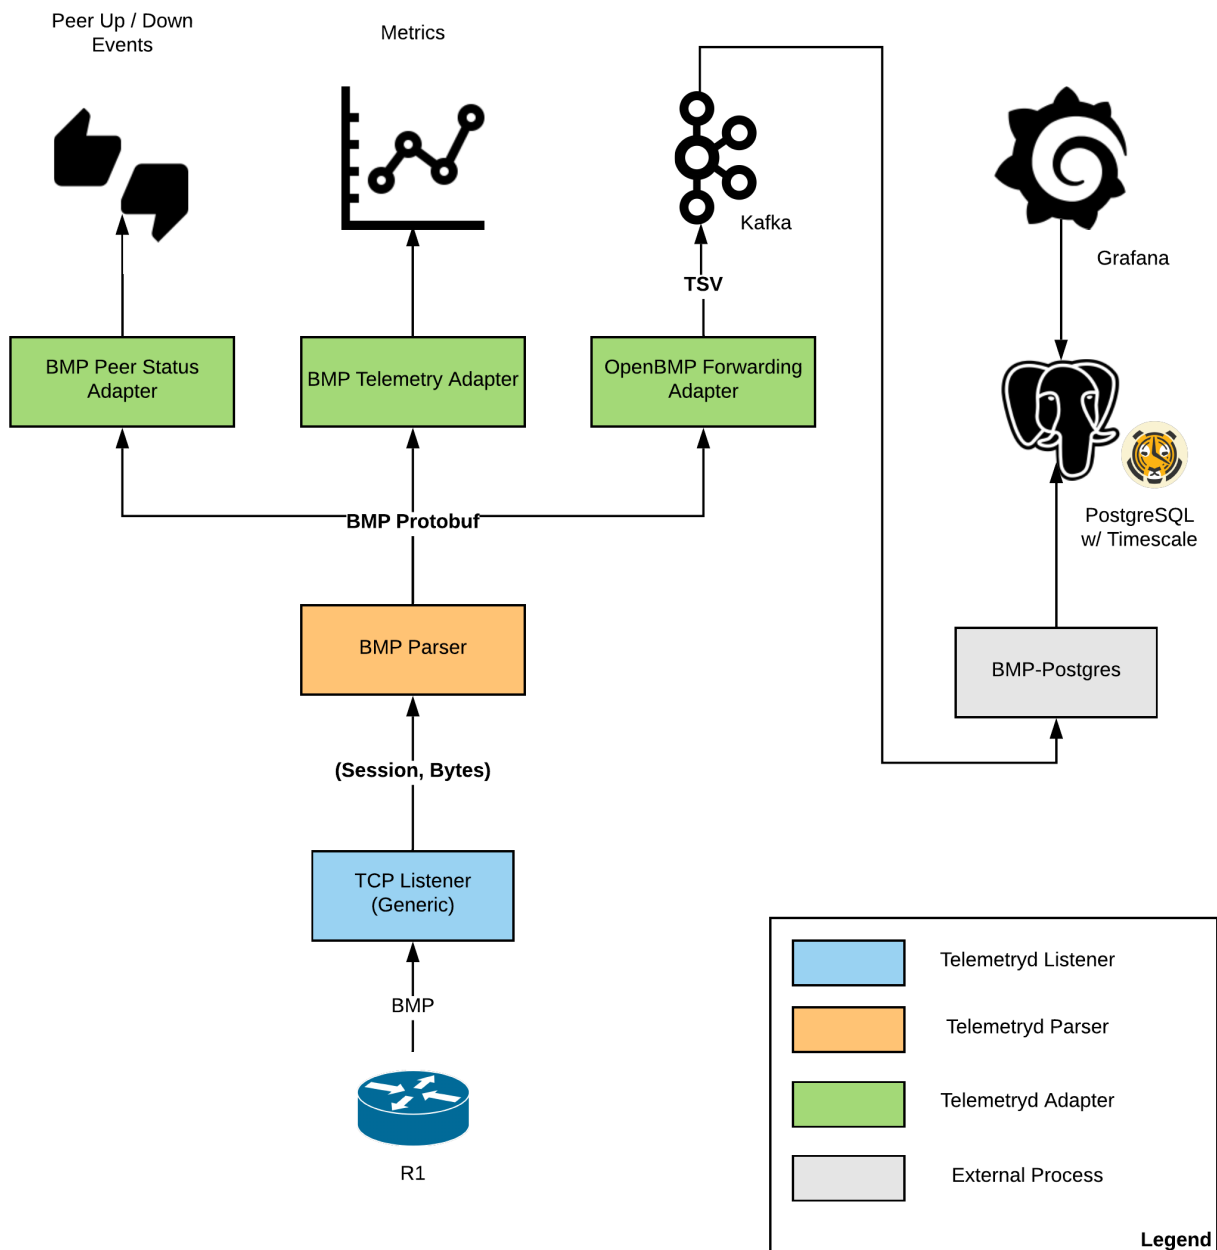 Peer Up / Down
Events
Metrics
Kafka
Grafana
TSV
BMP Peer Status
Adapter
BMP Telemetry Adapter
OpenBMP Forwarding
Adapter
BMP Protobuf
PostgreSQL
w/ Timescale
BMP Parser
BMP-Postgres
(Session, Bytes)
TCP Listener
(Generic)
BMP
R1
Telemetryd Listener
Telemetryd Parser
Telemetryd Adapter
External Process
Legend